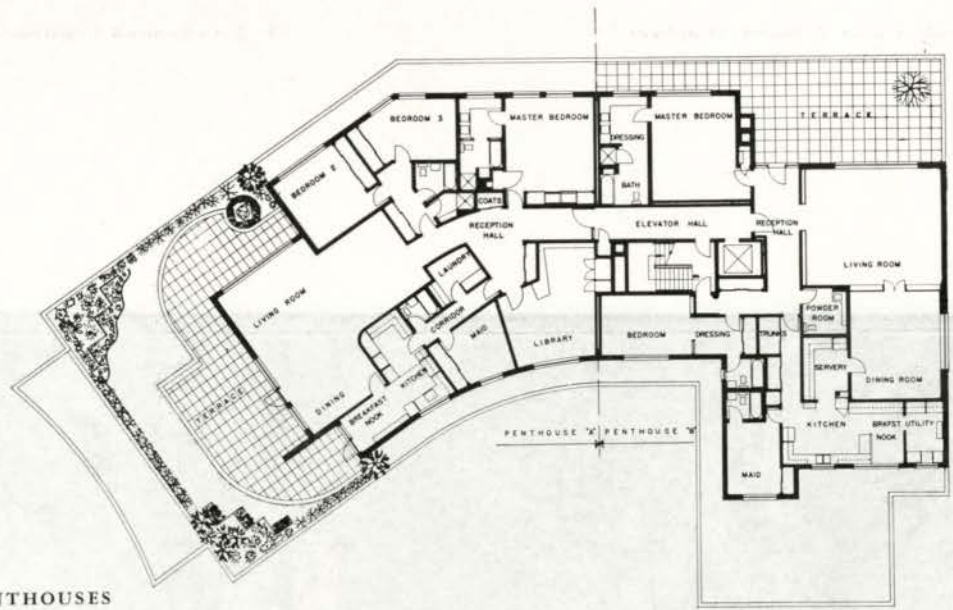 TERRACE
BEDROOM 3
MASTER BEDROOM
MASTER BEDROOM
DRESSING
BEDROOM 2
BATH
COATS
RECEPTION
HALL
ELEVATOR HALL
RECEPTION
HALL
LIVING ROOM
LAUNDRY
LIVING ROOM
CORRIDOR
MAID
LIBRARY
BEDROOM
DRESSING
TRUNKS
POWDER
ROOM
SERVERY
DINING ROOM
KITCHEN
TERRACE
DINING
BREAKFAST
NOOK
PENTHOUSE "A"
PENTHOUSE "B"
KITCHEN
BRKFST
NOOK
UTILITY
MAID
NTHOUSES